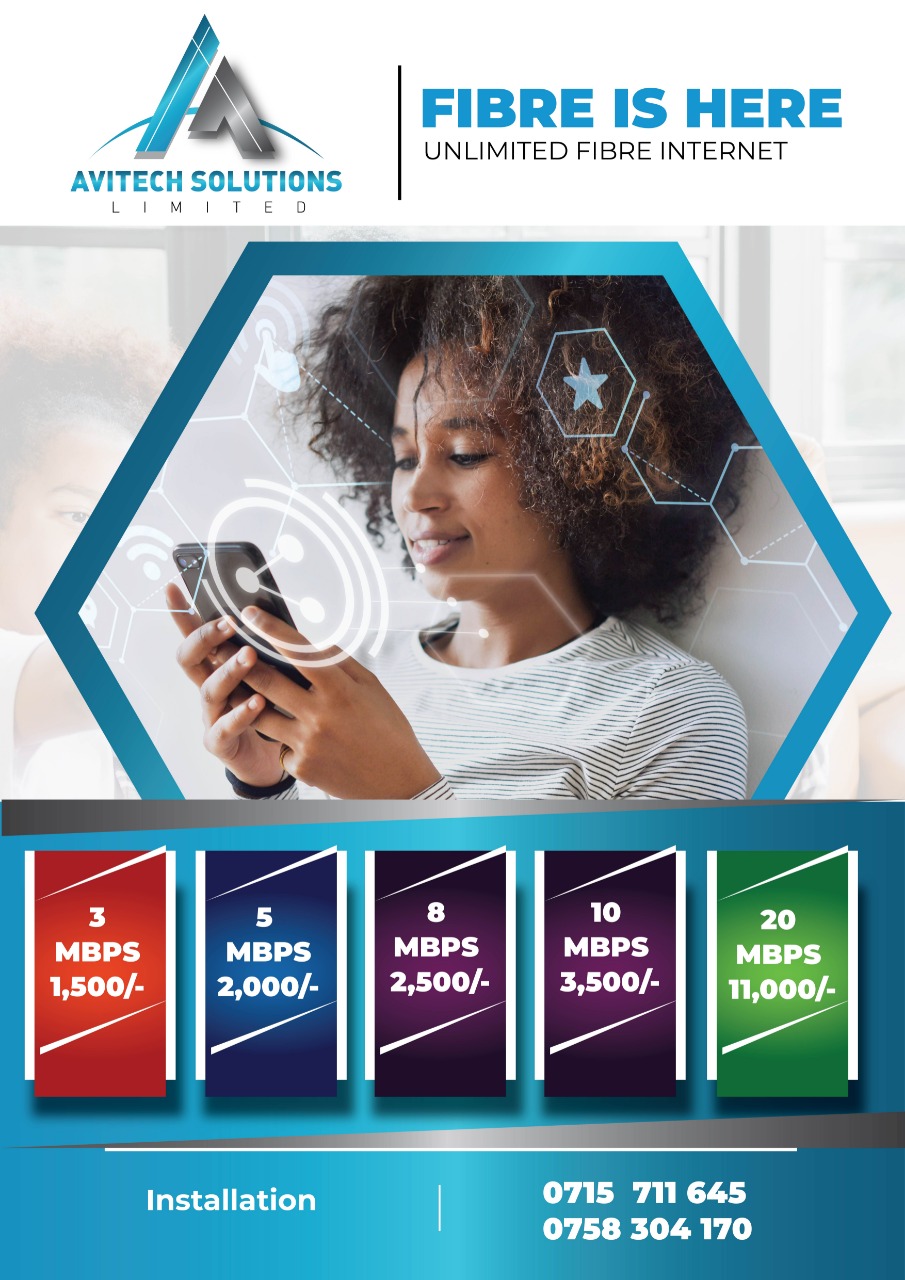 AVITECH SOLUTIONS
LIMITED
FIBRE IS HERE
UNLIMITED FIBRE INTERNET
3
MBPS
1,500/-
5
MBPS
2,000/-
8
MBPS
2,500/-
10
MBPS
3,500/-
20
MBPS
11,000/-
Installation
0715 711 645
0758 304 170